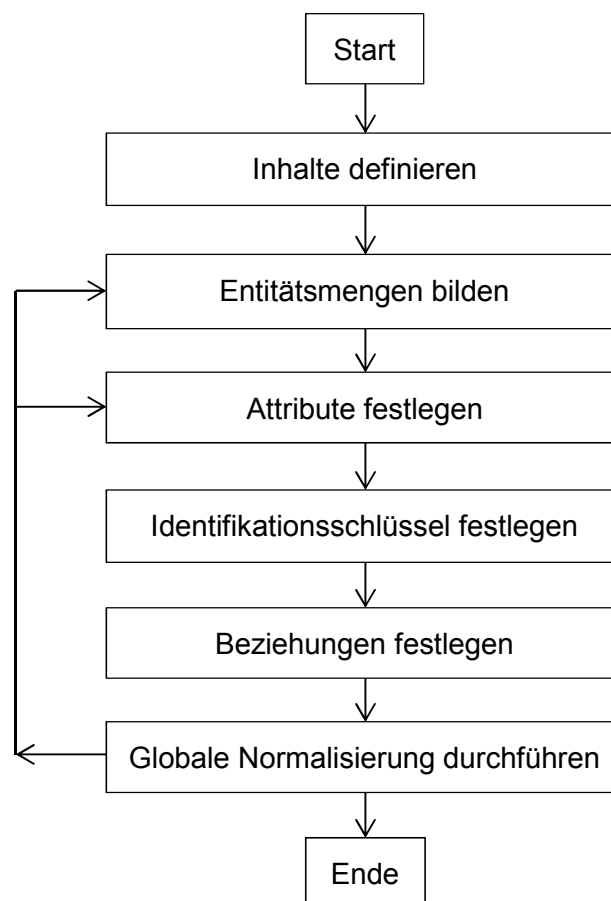 Start
Inhalte definieren
Entitätsmengen bilden
Attribute festlegen
Identifikationsschlüssel festlegen
Beziehungen festlegen
Globale Normalisierung durchführen
Ende